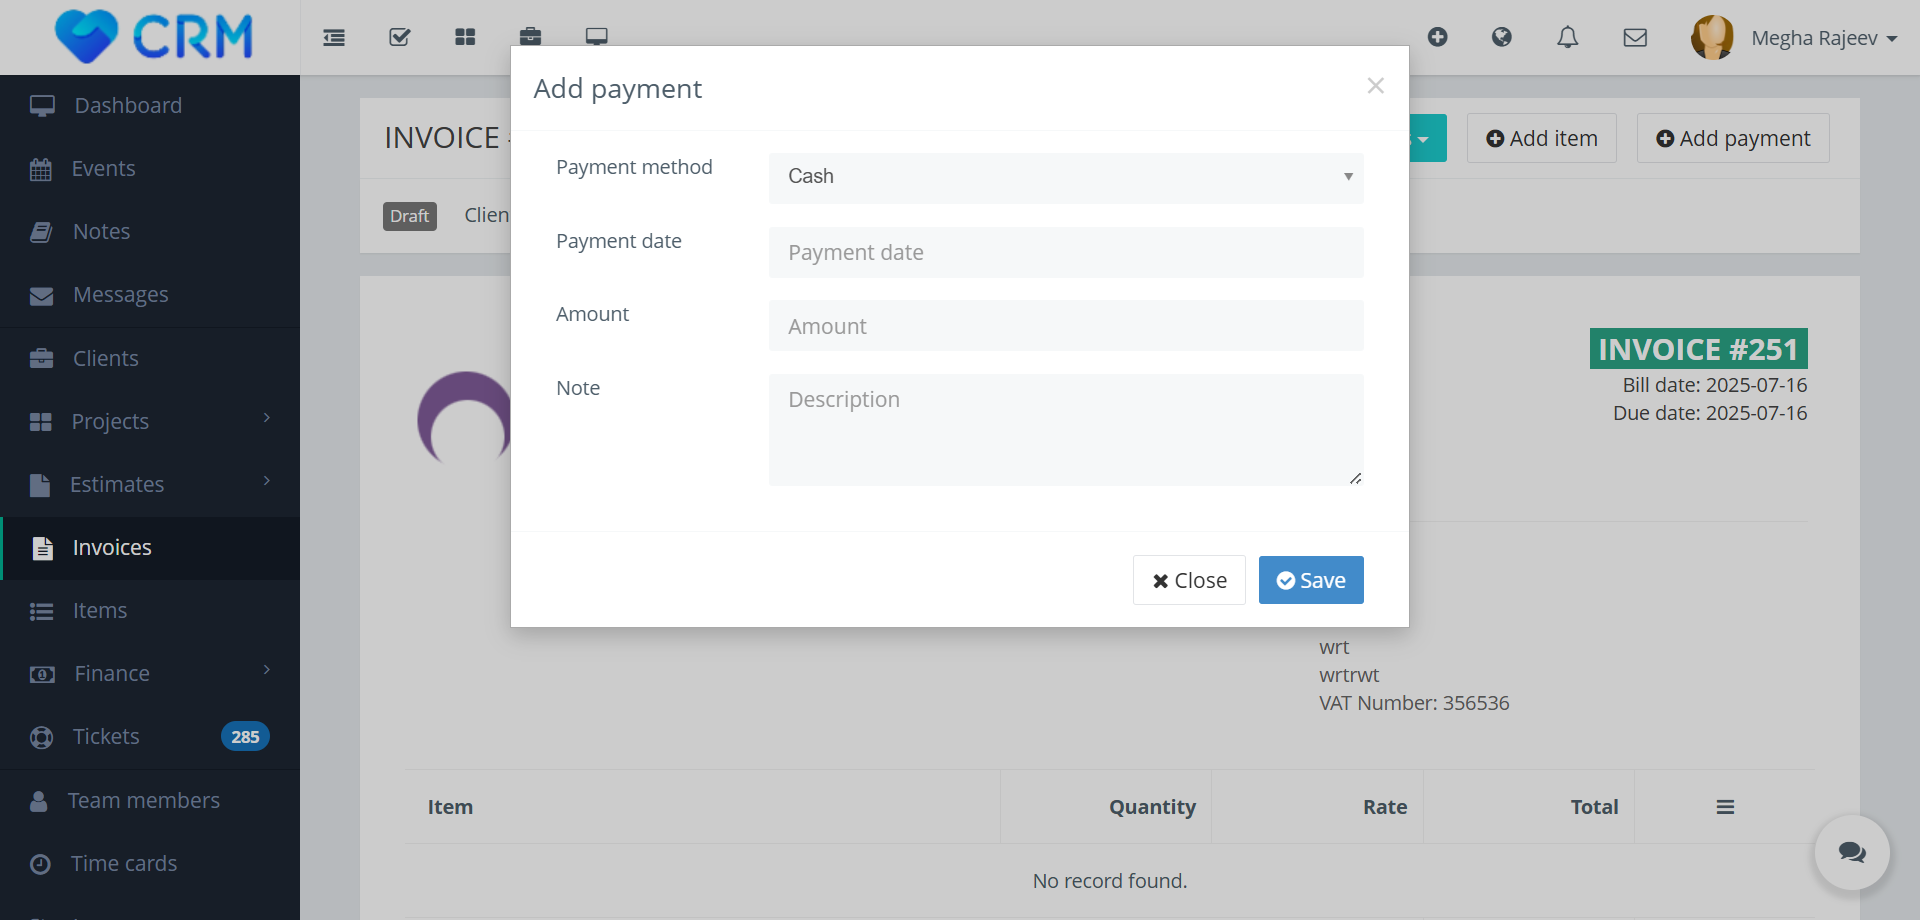 CRM
Megha Rajeev
Dashboard
Events
Notes
Messages
Clients
Projects
Estimates
Invoices
Items
Finance
Tickets 285
Team members
Time cards
INVOICE
Add item
Add payment
Draft
Clien
Add payment
Payment method
Cash
Payment date
Payment date
Amount
Amount
Note
Description
Close
Save
INVOICE #251
Bill date: 2025-07-16
Due date: 2025-07-16
wrt
wrtrwt
VAT Number: 356536
Item Quantity Rate Total
No record found.